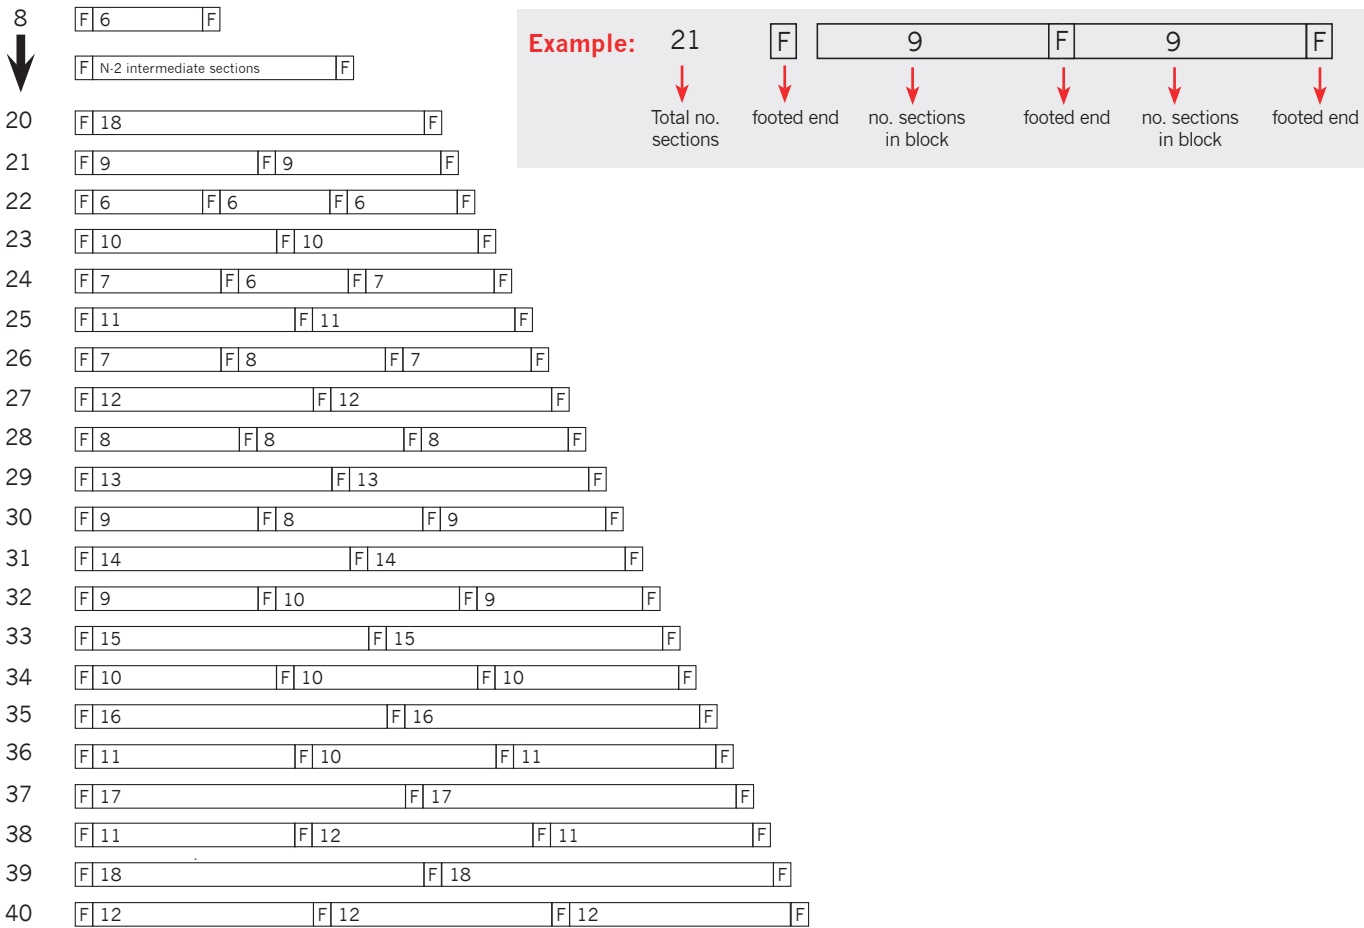 8 F 6 F
F N-2 intermediate sections F
Example: 21 F 9 F 9 F
Total no. sections footed end no. sections in block footed end no. sections in block footed end
20 F 18 F
21 F 9 F 9 F
22 F 6 F 6 F 6 F
23 F 10 F 10 F
24 F 7 F 6 F 7 F
25 F 11 F 11 F
26 F 7 F 8 F 7 F
27 F 12 F 12 F
28 F 8 F 8 F 8 F
29 F 13 F 13 F
30 F 9 F 8 F 9 F
31 F 14 F 14 F
32 F 9 F 10 F 9 F
33 F 15 F 15 F
34 F 10 F 10 F 10 F
35 F 16 F 16 F
36 F 11 F 10 F 11 F
37 F 17 F 17 F
38 F 11 F 12 F 11 F
39 F 18 F 18 F
40 F 12 F 12 F 12 F